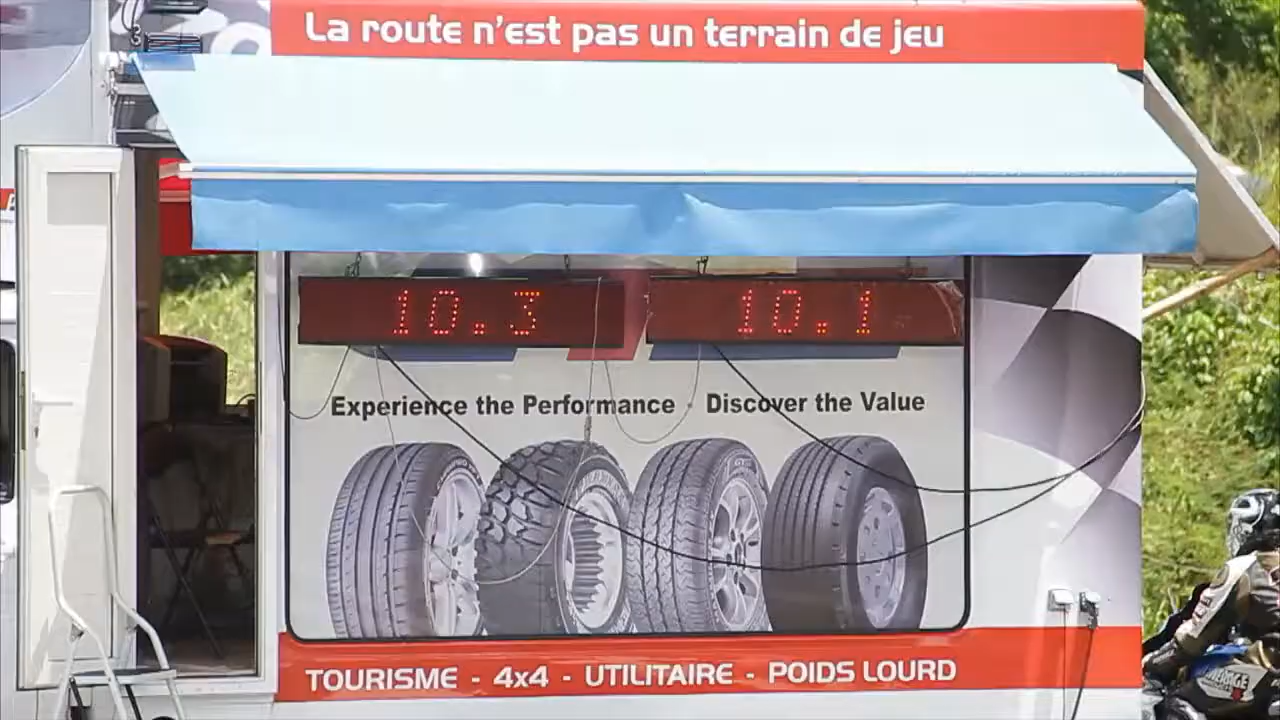 La route n'est pas un terrain de jeu
10.3 10.1
Experience the Performance - Discover the Value
TOURISME - 4x4 - UTILITAIRE - POIDS LOURD